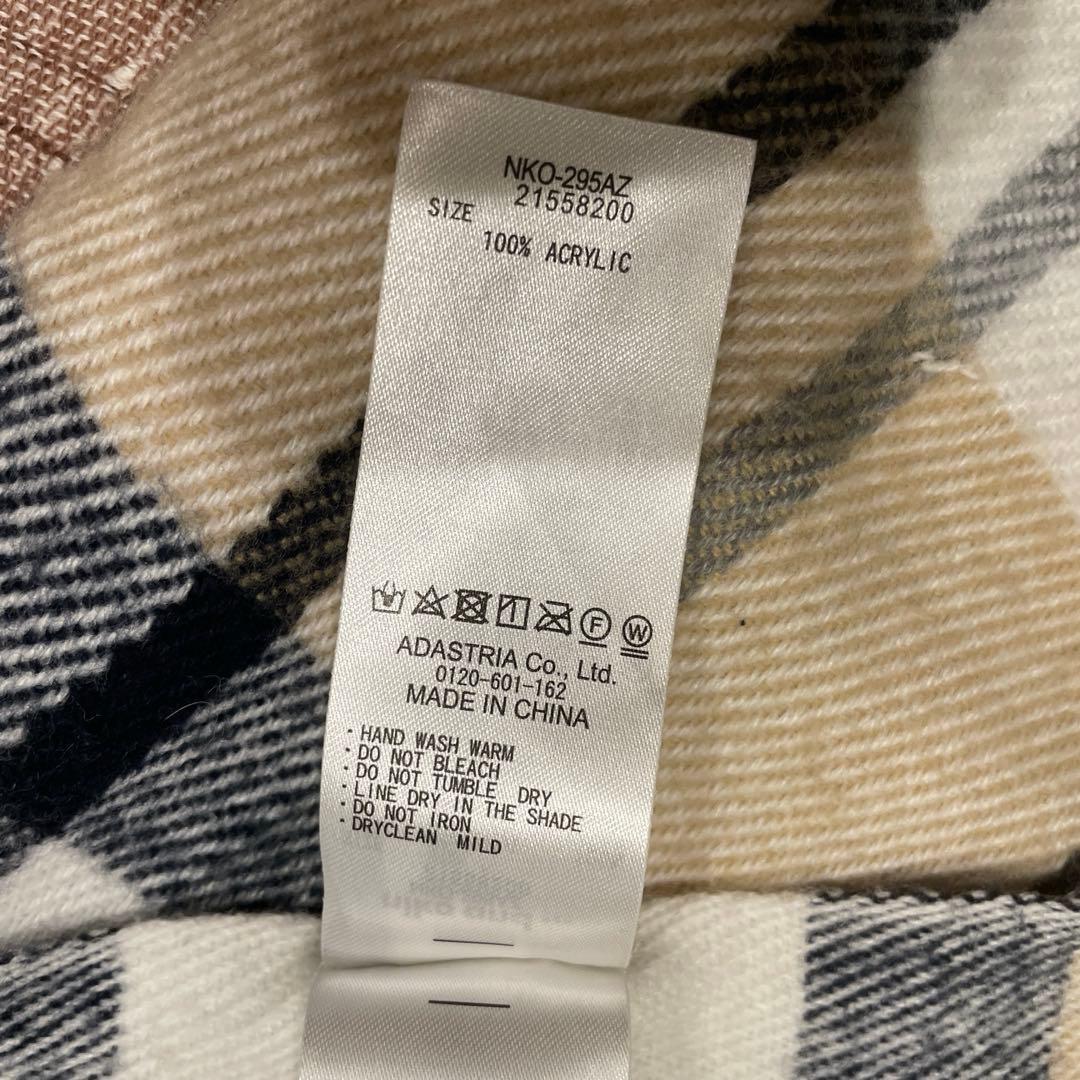 NKO-295AZ
21558200
SIZE
100% ACRYLIC
F W
ADASTRIA Co., Ltd.
0120-601-162
MADE IN CHINA
・HAND WASH WARM
・DO NOT BLEACH
・DO NOT TUMBLE DRY
・LINE DRY IN THE SHADE
・DO NOT IRON
・DRYCLEAN MILD